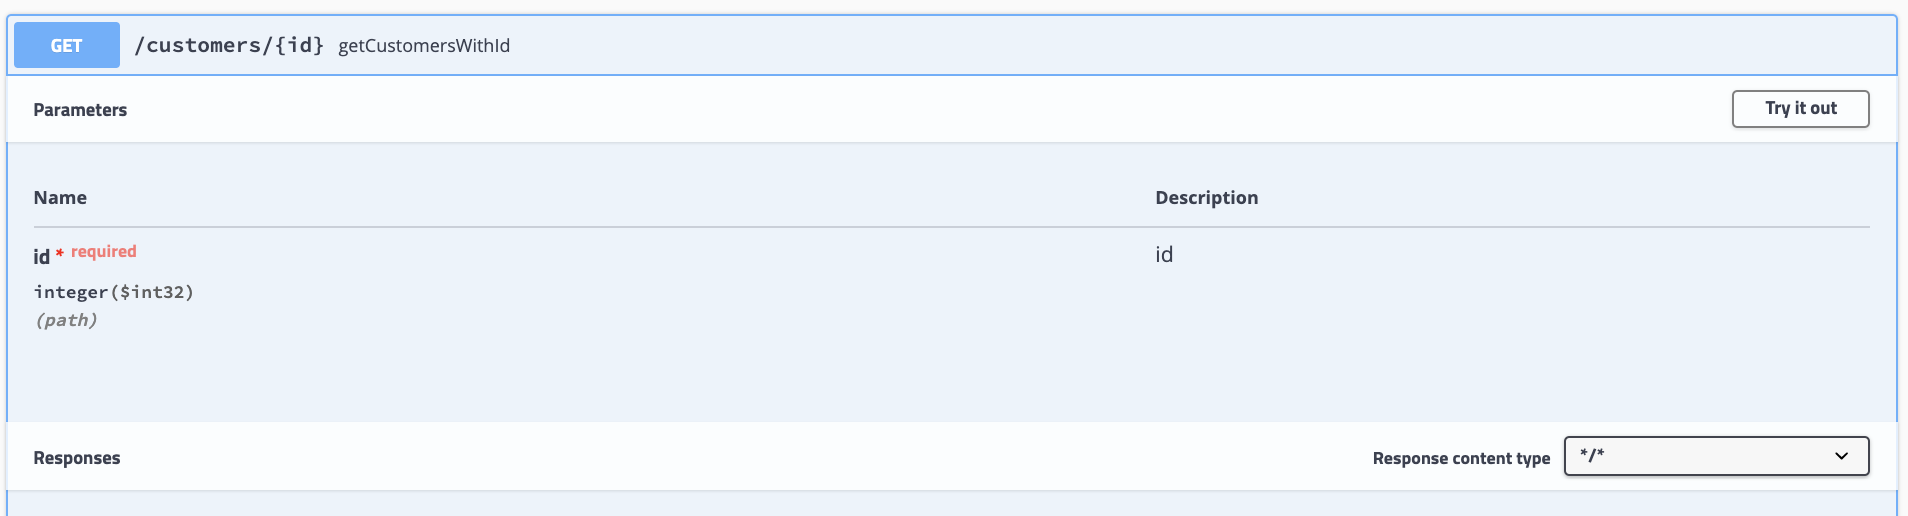 GET /customers/{id} getCustomersWithId
Parameters Try it out
Name Description
id * required id
integer($int32)
(path)
Responses Response content type */*